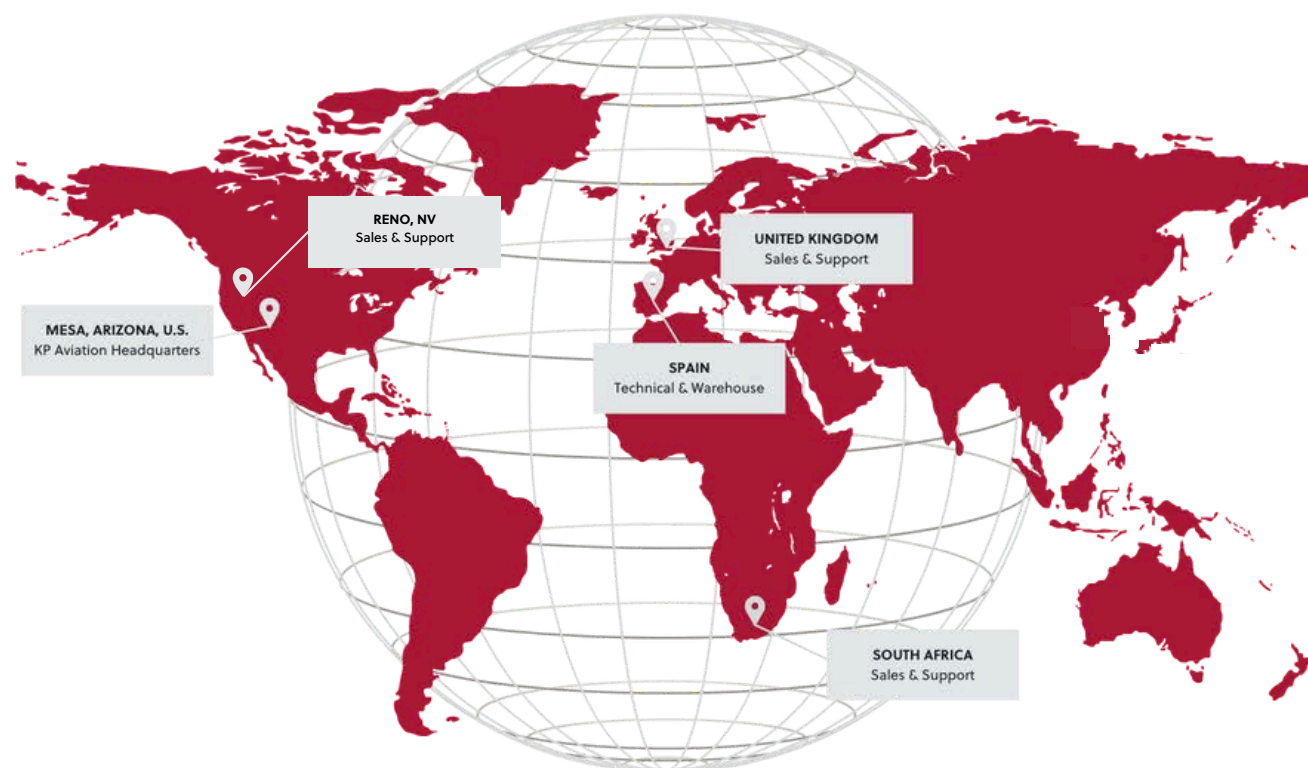 RENO, NV
Sales & Support
UNITED KINGDOM
Sales & Support
MESA, ARIZONA, U.S.
KP Aviation Headquarters
SPAIN
Technical & Warehouse
SOUTH AFRICA
Sales & Support